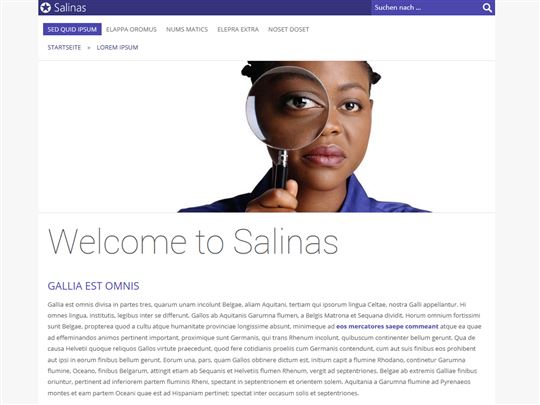 Salinas
Suchen nach ...
SED QUID IPSUM ELAPPA OROMUS NUMS MATICS ELEPRA EXTRA NOSET DOSET
STARTSEITE » LOREM IPSUM
Welcome to Salinas
GALLIA EST OMNIS
Gallia est omnis divisa in partes tres, quarum unam incolunt Belgae, aliam Aquitani, tertiam qui ipsorum lingua Celtae, nostra Galli appellantur. Hi
omnes lingua, institutis, legibus inter se differunt. Gallos ab Aquitanis Garumna flumen, a Belgis Matrona et Sequana dividit. Horum omnium fortissimi
sunt Belgae, propterea quod a cultu atque humanitate provinciae longissime absunt, minimeque ad eos mercatores saepe commeant atque ea quae
ad effeminandos animos pertinent important, proximique sunt Germanis, qui trans Rhenum incolunt, quibuscum continenter bellum gerunt. Qua de
causa Helvetii quoque reliquos Gallos virtute praecedunt, quod fere cotidianis proeliis cum Germanis contendunt, cum aut suis finibus eos prohibent
aut ipsi in eorum finibus bellum gerunt. Eorum una, pars, quam Gallos obtinere dictum est, initium capit a flumine Rhodano, continetur Garumna
flumine, Oceano, finibus Belgarum, attingit etiam ab Sequanis et Helvetiis flumen Rhenum, vergit ad septentriones. Belgae ab extremis Galliae finibus
oriuntur, pertinent ad inferiorem partem fluminis Rheni, spectant in septentrionem et orientem solem. Aquitania a Garumna flumine ad Pyrenaeos
montes et eam partem Oceani quae est ad Hispaniam pertinet; spectat inter occasum solis et septentriones.